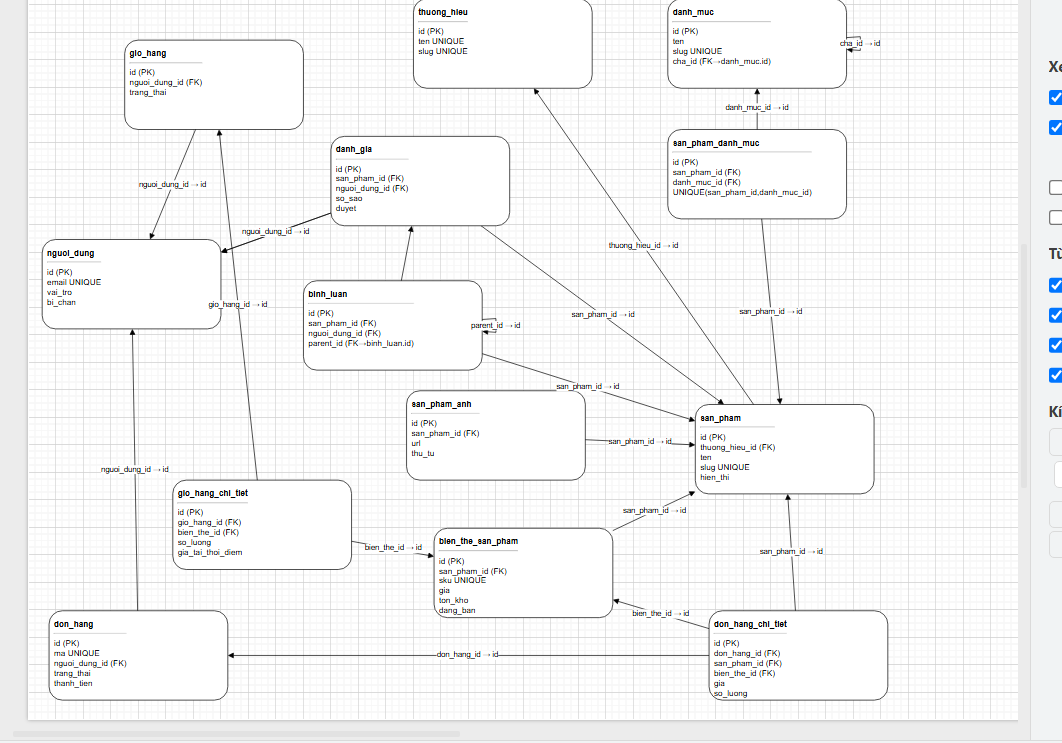 thuong_hieu
id (PK)
ten UNIQUE
slug UNIQUE
danh_muc
id (PK)
ten
slug UNIQUE
cha_id (FK→danh_muc.id)
cha_id → id
gio_hang
id (PK)
nguoi_dung_id (FK)
trang_thai
danh_muc_id → id
danh_gia
id (PK)
san_pham_id (FK)
nguoi_dung_id (FK)
so_sao
duyet
san_pham_danh_muc
id (PK)
san_pham_id (FK)
danh_muc_id (FK)
UNIQUE(san_pham_id,danh_muc_id)
nguoi_dung_id → id
nguoi_dung_id → id
thuong_hieu_id → id
nguoi_dung
id (PK)
email UNIQUE
vai_tro
bi_chan
gio_hang_id → id
binh_luan
id (PK)
san_pham_id (FK)
nguoi_dung_id (FK)
parent_id (FK→binh_luan.id)
parent_id → id
san_pham_id → id
san_pham_id → id
san_pham_id → id
san_pham_anh
id (PK)
san_pham_id (FK)
url
thu_tu
san_pham_id → id
san_pham
id (PK)
thuong_hieu_id (FK)
ten
slug UNIQUE
hien_thi
nguoi_dung_id → id
gio_hang_chi_tiet
id (PK)
gio_hang_id (FK)
bien_the_id (FK)
so_luong
gia_tai_thoi_diem
bien_the_id → id
san_pham_id → id
bien_the_san_pham
id (PK)
san_pham_id (FK)
sku UNIQUE
gia
ton_kho
dang_ban
san_pham_id → id
bien_the_id → id
don_hang
id (PK)
ma UNIQUE
nguoi_dung_id (FK)
trang_thai
thanh_tien
don_hang_id → id
don_hang_chi_tiet
id (PK)
don_hang_id (FK)
san_pham_id (FK)
bien_the_id (FK)
gia
so_luong